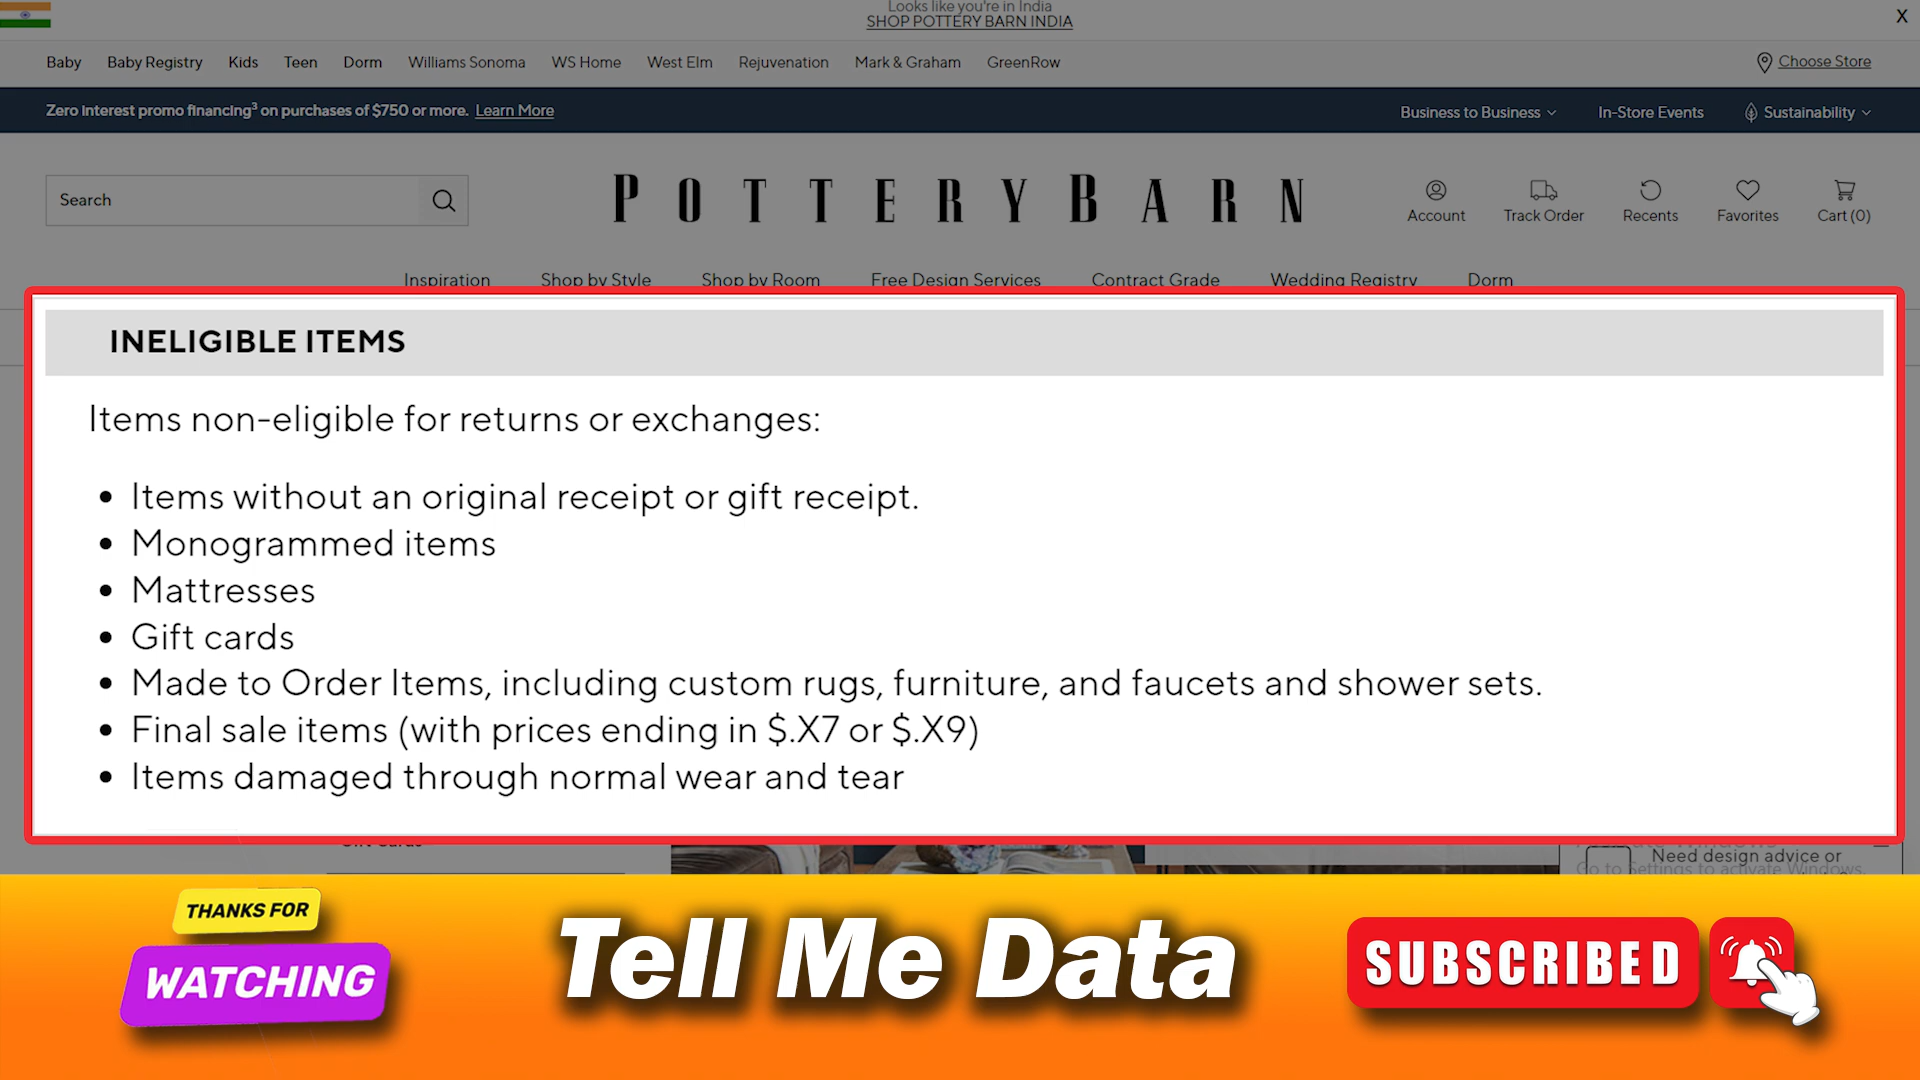 Looks like you're in India
SHOP POTTERY BARN INDIA
X
Baby Baby Registry Kids Teen Dorm Williams Sonoma WS Home West Elm Rejuvenation Mark & Graham GreenRow
Choose Store
Zero interest promo financing³ on purchases of $750 or more. Learn More
Business to Business In-Store Events Sustainability
Search
POTTERY BARN
Account Track Order Recents Favorites Cart (0)
Inspiration Shop by Style Shop by Room Free Design Services Contract Grade Wedding Registry Dorm
INELIGIBLE ITEMS
Items non-eligible for returns or exchanges:
• Items without an original receipt or gift receipt.
• Monogrammed items
• Mattresses
• Gift cards
• Made to Order Items, including custom rugs, furniture, and faucets and shower sets.
• Final sale items (with prices ending in $.X7 or $.X9)
• Items damaged through normal wear and tear
Need design advice or
Go to Settings to activate Windows.
THANKS FOR
WATCHING
Tell Me Data
SUBSCRIBED